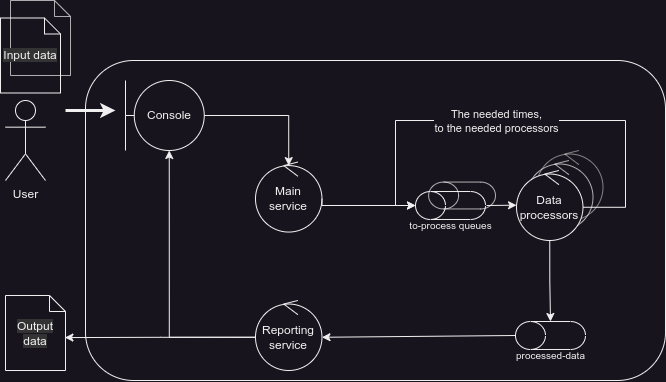 Input data
Console
The needed times,
to the needed processors
User
Main
service
Data
processors
to-process queues
Output
data
Reporting
service
processed-data